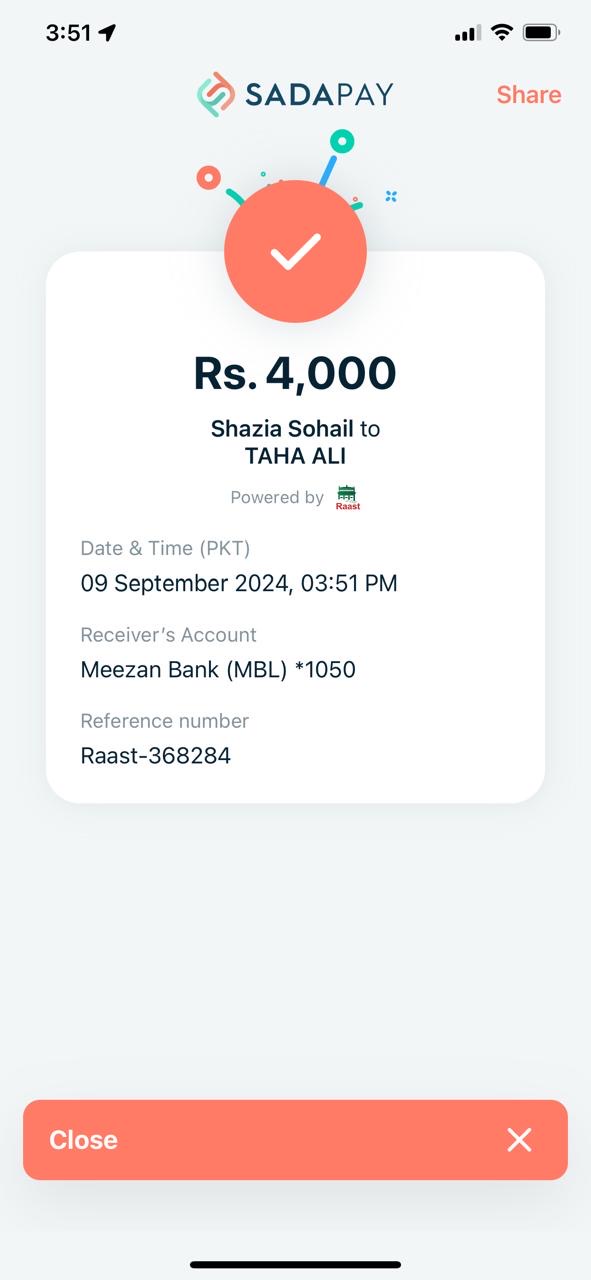 3:51
SADAPAY
Share
Rs. 4,000
Shazia Sohail to
TAHA ALI
Powered by Raast
Date & Time (PKT)
09 September 2024, 03:51 PM
Receiver's Account
Meezan Bank (MBL) *1050
Reference number
Raast-368284
Close